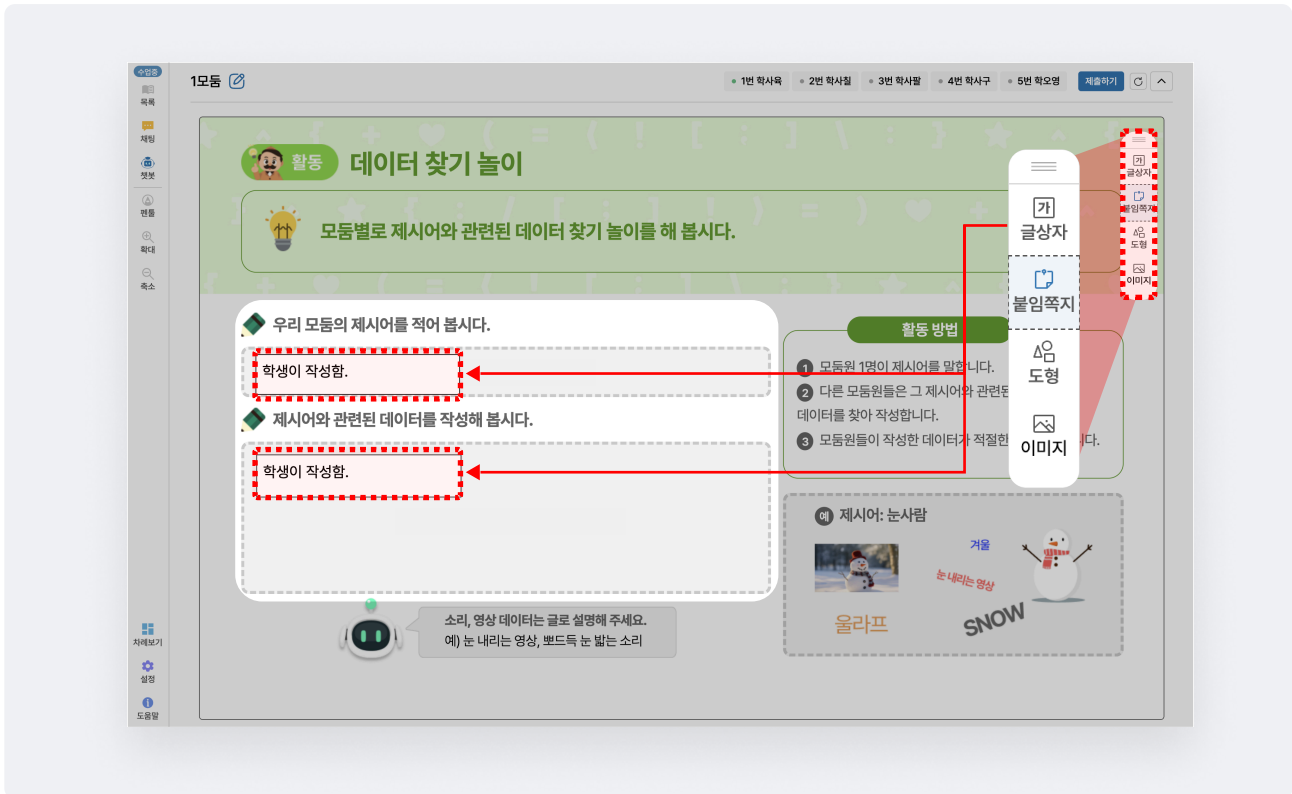 수업중
목록
채팅
챗봇
펜툴
확대
축소
차례보기
설정
도움말
1모둠
1번 학사육
2번 학사칠
3번 학사팔
4번 학사구
5번 학오영
제출하기
활동
데이터 찾기 놀이
모둠별로 제시어와 관련된 데이터 찾기 놀이를 해 봅시다.
가
글상자
붙임쪽지
도형
이미지
가
글상자
붙임쪽지
도형
이미지
우리 모둠의 제시어를 적어 봅시다.
학생이 작성함.
제시어와 관련된 데이터를 작성해 봅시다.
학생이 작성함.
소리, 영상 데이터는 글로 설명해 주세요.
예) 눈 내리는 영상, 뽀드득 눈 밟는 소리
활동 방법
1 모둠원 1명이 제시어를 말합니다.
2 다른 모둠원들은 그 제시어와 관련된
데이터를 찾아 작성합니다.
3 모둠원들이 작성한 데이터가 적절한
니다.
예 제시어: 눈사람
겨울
눈 내리는 영상
울라프
SNOW